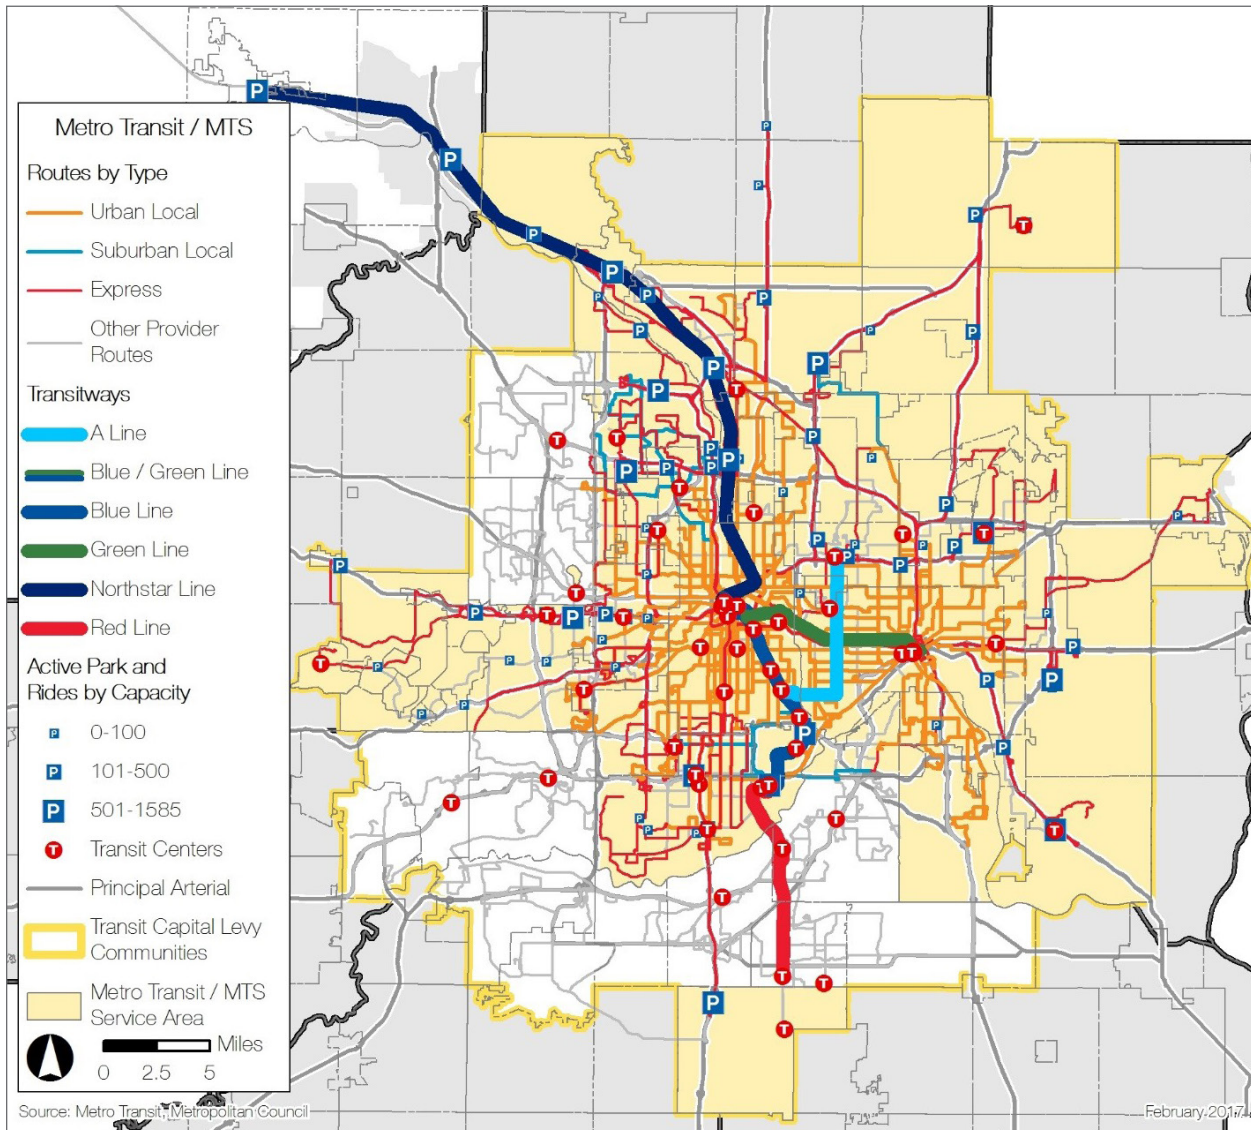 Metro Transit / MTS
Routes by Type
Urban Local
Suburban Local
Express
Other Provider
Routes
Transitways
A Line
Blue / Green Line
Blue Line
Green Line
Northstar Line
Red Line
Active Park and
Rides by Capacity
P 0-100
P 101-500
P 501-1585
T Transit Centers
Principal Arterial
Transit Capital Levy
Communities
Metro Transit / MTS
Service Area
Miles
0 2.5 5
Source: Metro Transit, Metropolitan Council
February 2017